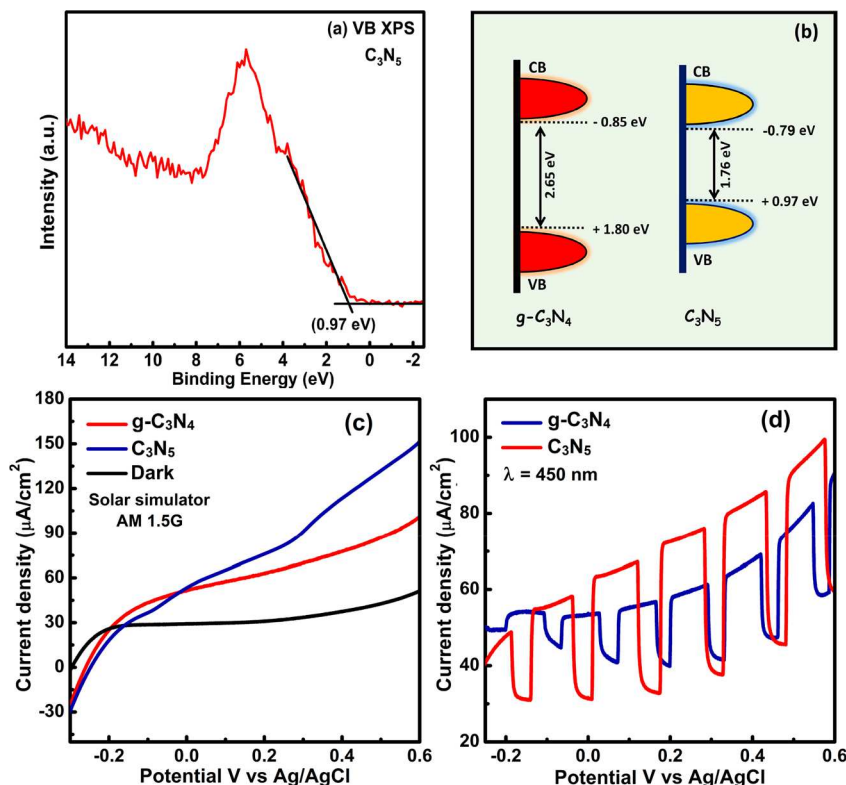 (a) VB XPS
C₃N₅
Intensity (a.u.)
(0.97 eV)
14 12 10 8 6 4 2 0 -2
Binding Energy (eV)
(b)
CB
CB
- 0.85 eV
-0.79 eV
2.65 eV
1.76 eV
+ 0.97 eV
+ 1.80 eV
VB
VB
g-C₃N₄
C₃N₅
180
150
120
90
60
30
0
-30
Current density (µA/cm²)
g-C₃N₄
C₃N₅
Dark
Solar simulator
AM 1.5G
(c)
-0.2 0.0 0.2 0.4 0.6
Potential V vs Ag/AgCl
100
80
60
40
20
Current density (µA/cm²)
g-C₃N₄
C₃N₅
λ = 450 nm
(d)
-0.2 0.0 0.2 0.4 0.6
Potential V vs Ag/AgCl